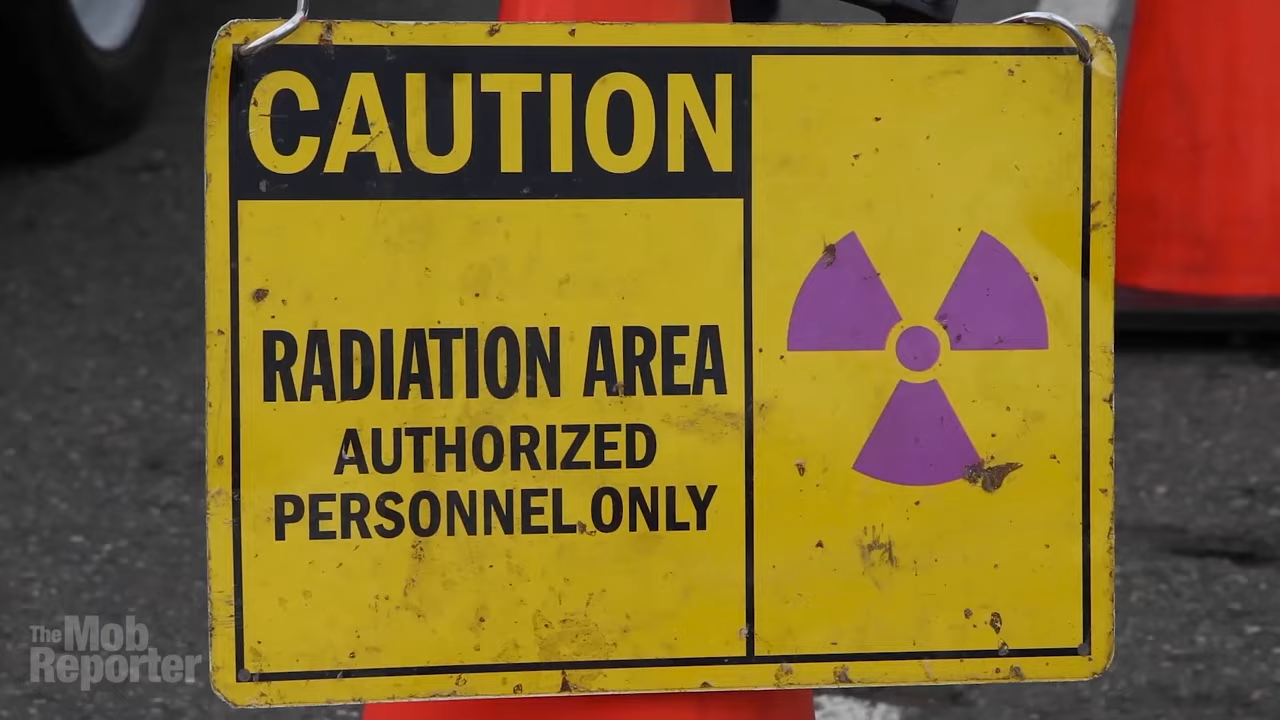 CAUTION
RADIATION AREA
AUTHORIZED
PERSONNEL ONLY
The Mob
Reporter